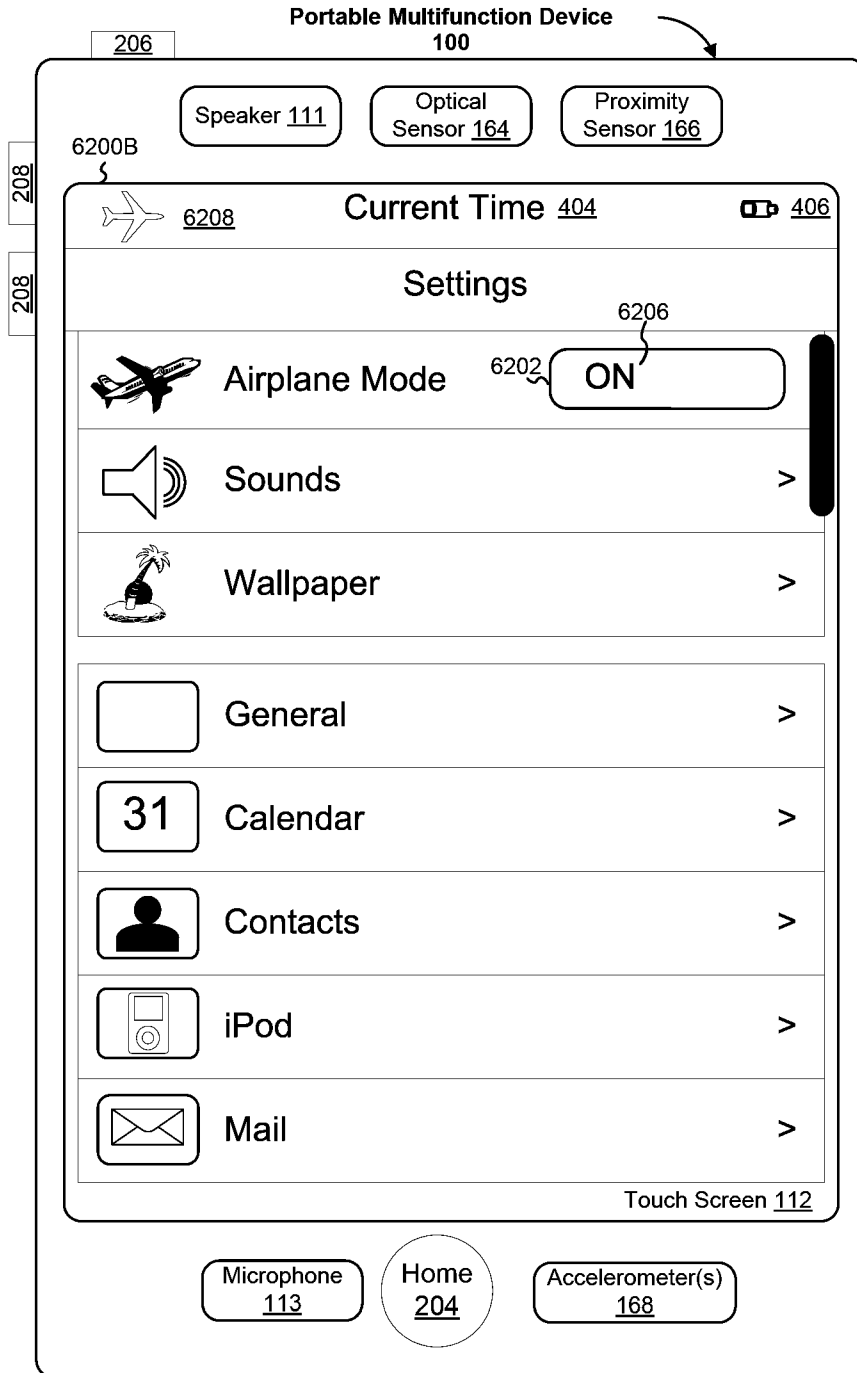 Portable Multifunction Device
100
206
Speaker 111
Optical
Sensor 164
Proximity
Sensor 166
6200B
208
208
6208
Current Time 404
406
Settings
6206
Airplane Mode
6202
ON
Sounds >
Wallpaper >
General >
31
Calendar >
Contacts >
iPod >
Mail >
Touch Screen 112
Microphone
113
Home
204
Accelerometer(s)
168